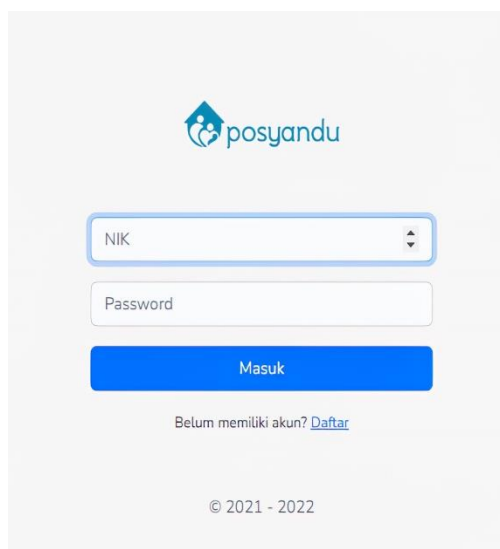 posyandu
NIK
Password
Masuk
Belum memiliki akun? Daftar
© 2021 - 2022